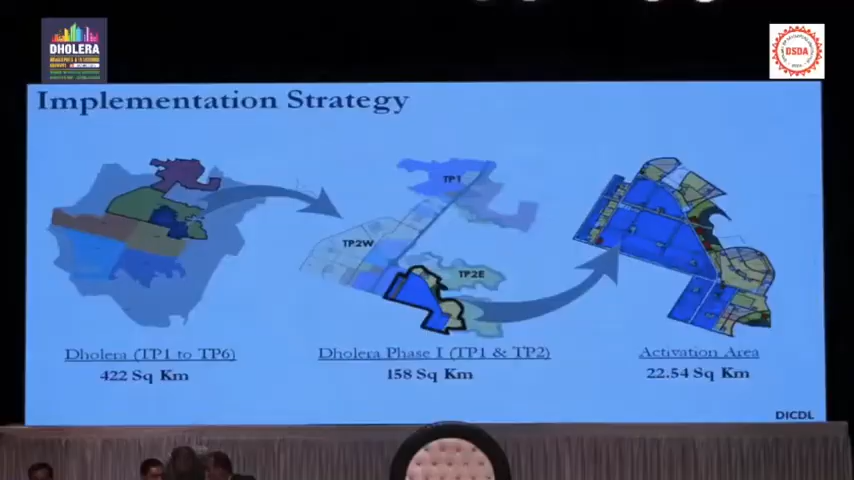 DHOLERA
DSDA
Implementation Strategy
TP1
TP2W
TP2E
Dholera (TP1 to TP6)
422 Sq Km
Dholera Phase I (TP1 & TP2)
158 Sq Km
Activation Area
22.54 Sq Km
DICDL